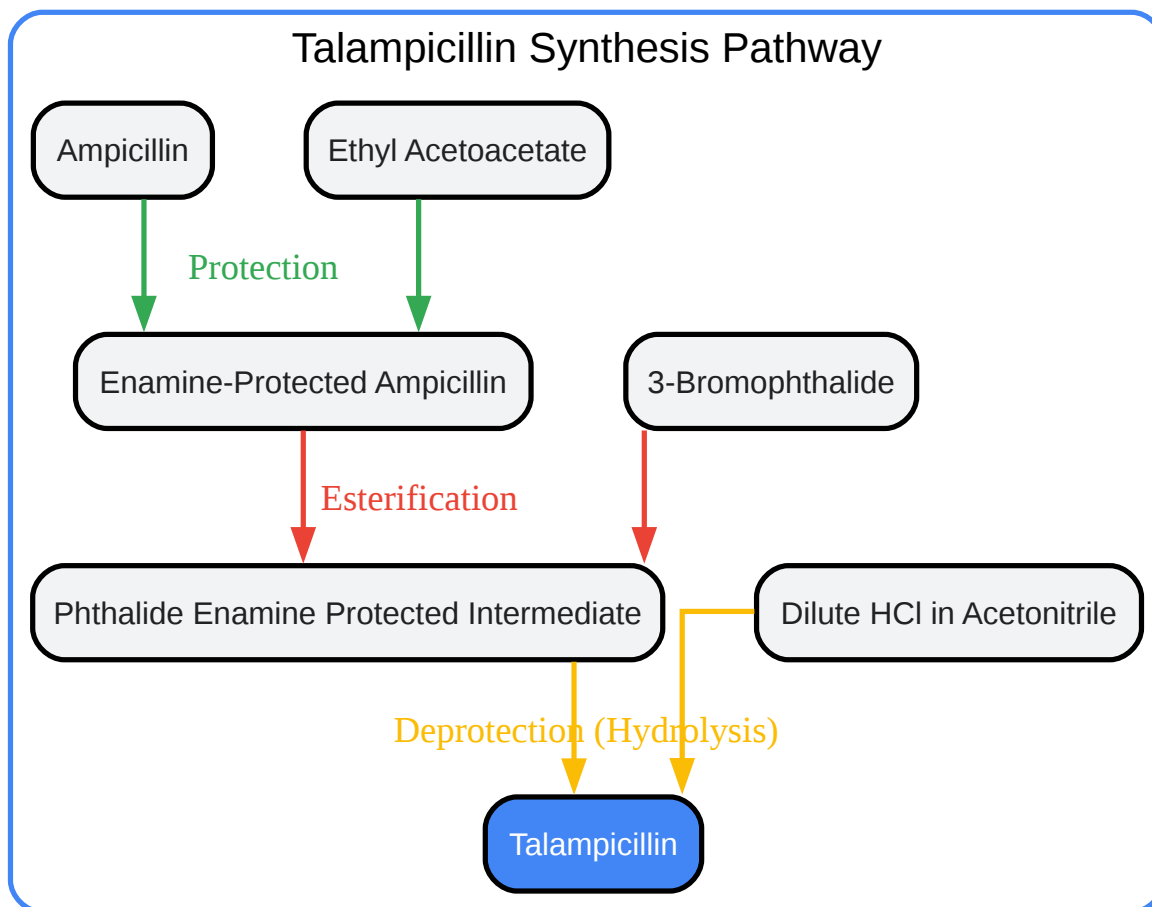 Talampicillin Synthesis Pathway
Ampicillin
Ethyl Acetoacetate
Protection
Enamine-Protected Ampicillin
3-Bromophthalide
Esterification
Phthalide Enamine Protected Intermediate
Dilute HCl in Acetonitrile
Deprotection (Hydrolysis)
Talampicillin